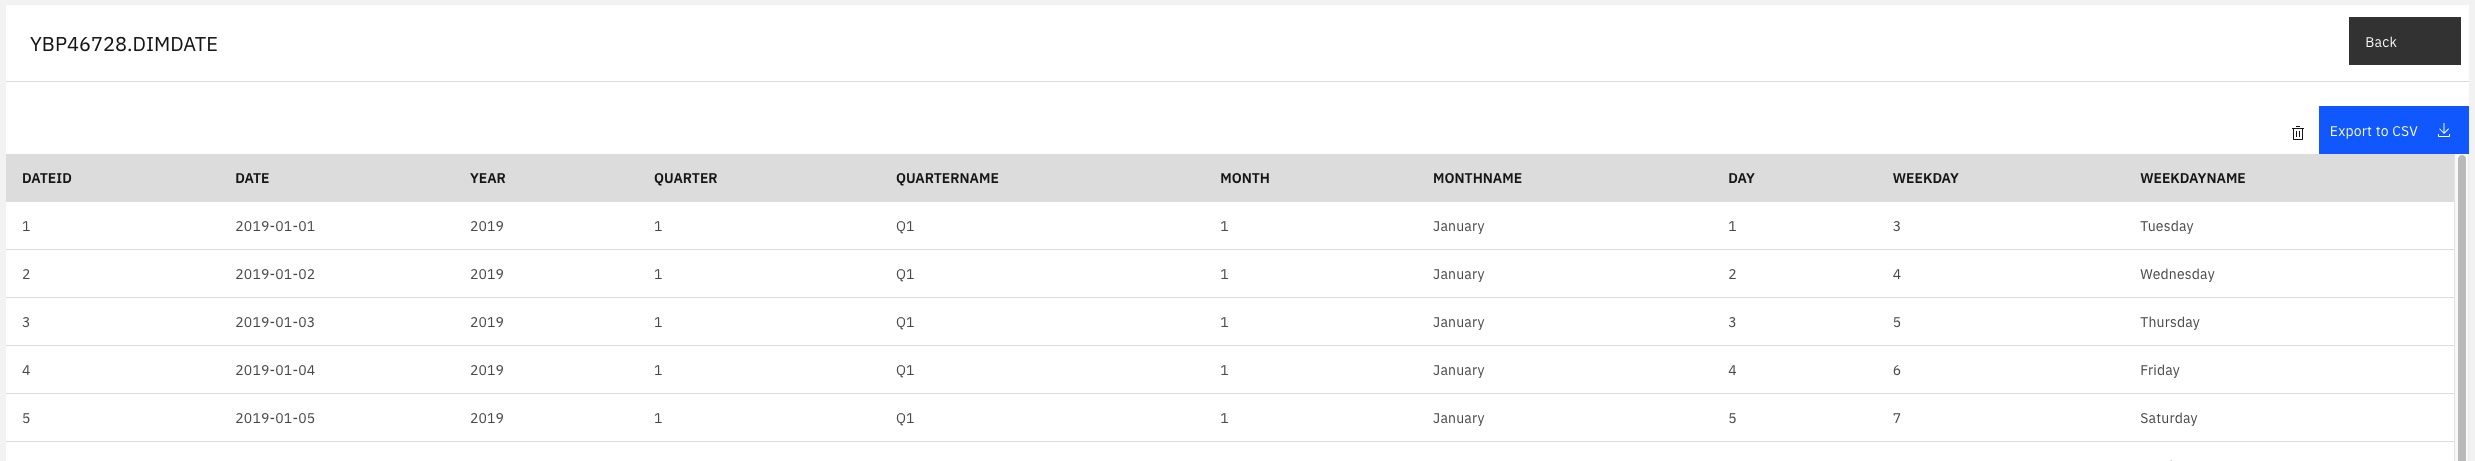 YBP46728.DIMDATE
Back
Export to CSV
DATEID DATE YEAR QUARTER QUARTERNAME MONTH MONTHNAME DAY WEEKDAY WEEKDAYNAME
1 2019-01-01 2019 1 Q1 1 January 1 3 Tuesday
2 2019-01-02 2019 1 Q1 1 January 2 4 Wednesday
3 2019-01-03 2019 1 Q1 1 January 3 5 Thursday
4 2019-01-04 2019 1 Q1 1 January 4 6 Friday
5 2019-01-05 2019 1 Q1 1 January 5 7 Saturday